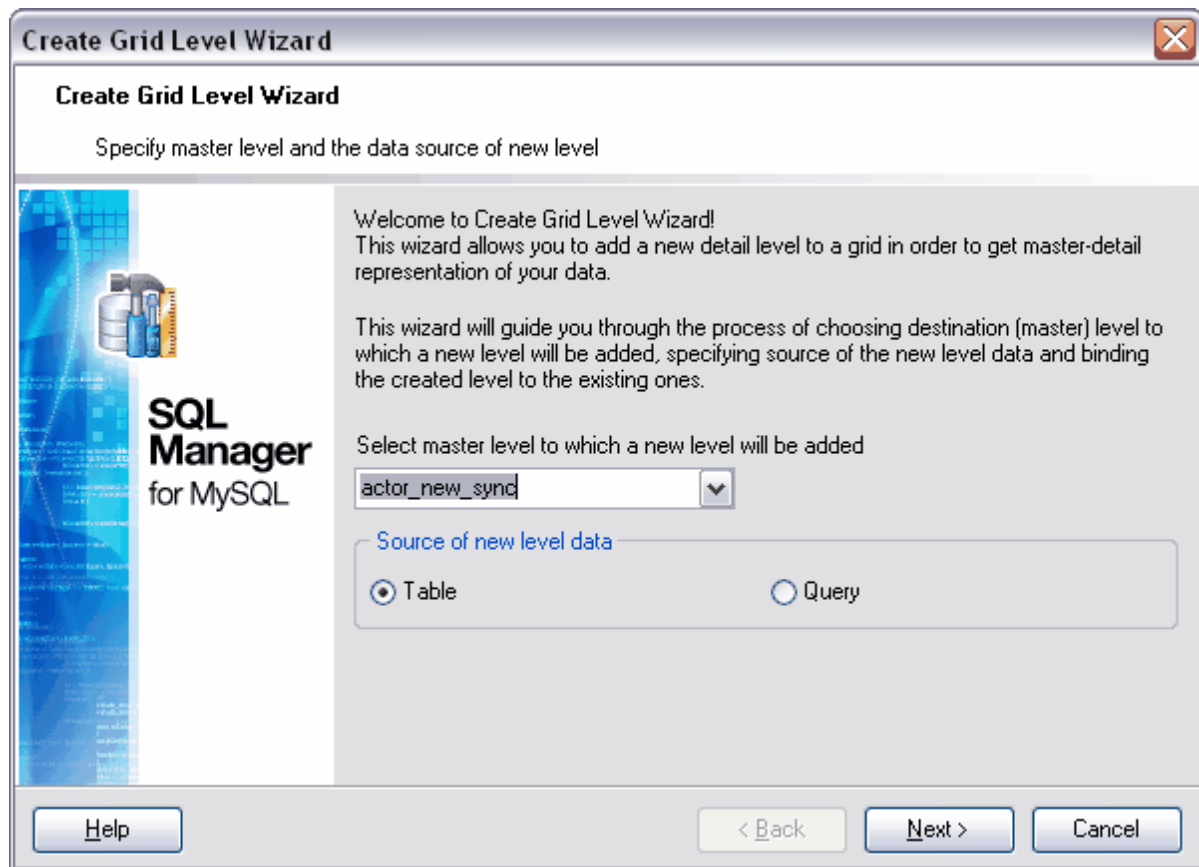 Create Grid Level Wizard
Create Grid Level Wizard
Specify master level and the data source of new level
Welcome to Create Grid Level Wizard!
This wizard allows you to add a new detail level to a grid in order to get master-detail
representation of your data.
This wizard will guide you through the process of choosing destination (master) level to
which a new level will be added, specifying source of the new level data and binding
the created level to the existing ones.
SQL
Manager
for MySQL
Select master level to which a new level will be added
actor_new_sync
Source of new level data
Table
Query
Help
< Back
Next >
Cancel